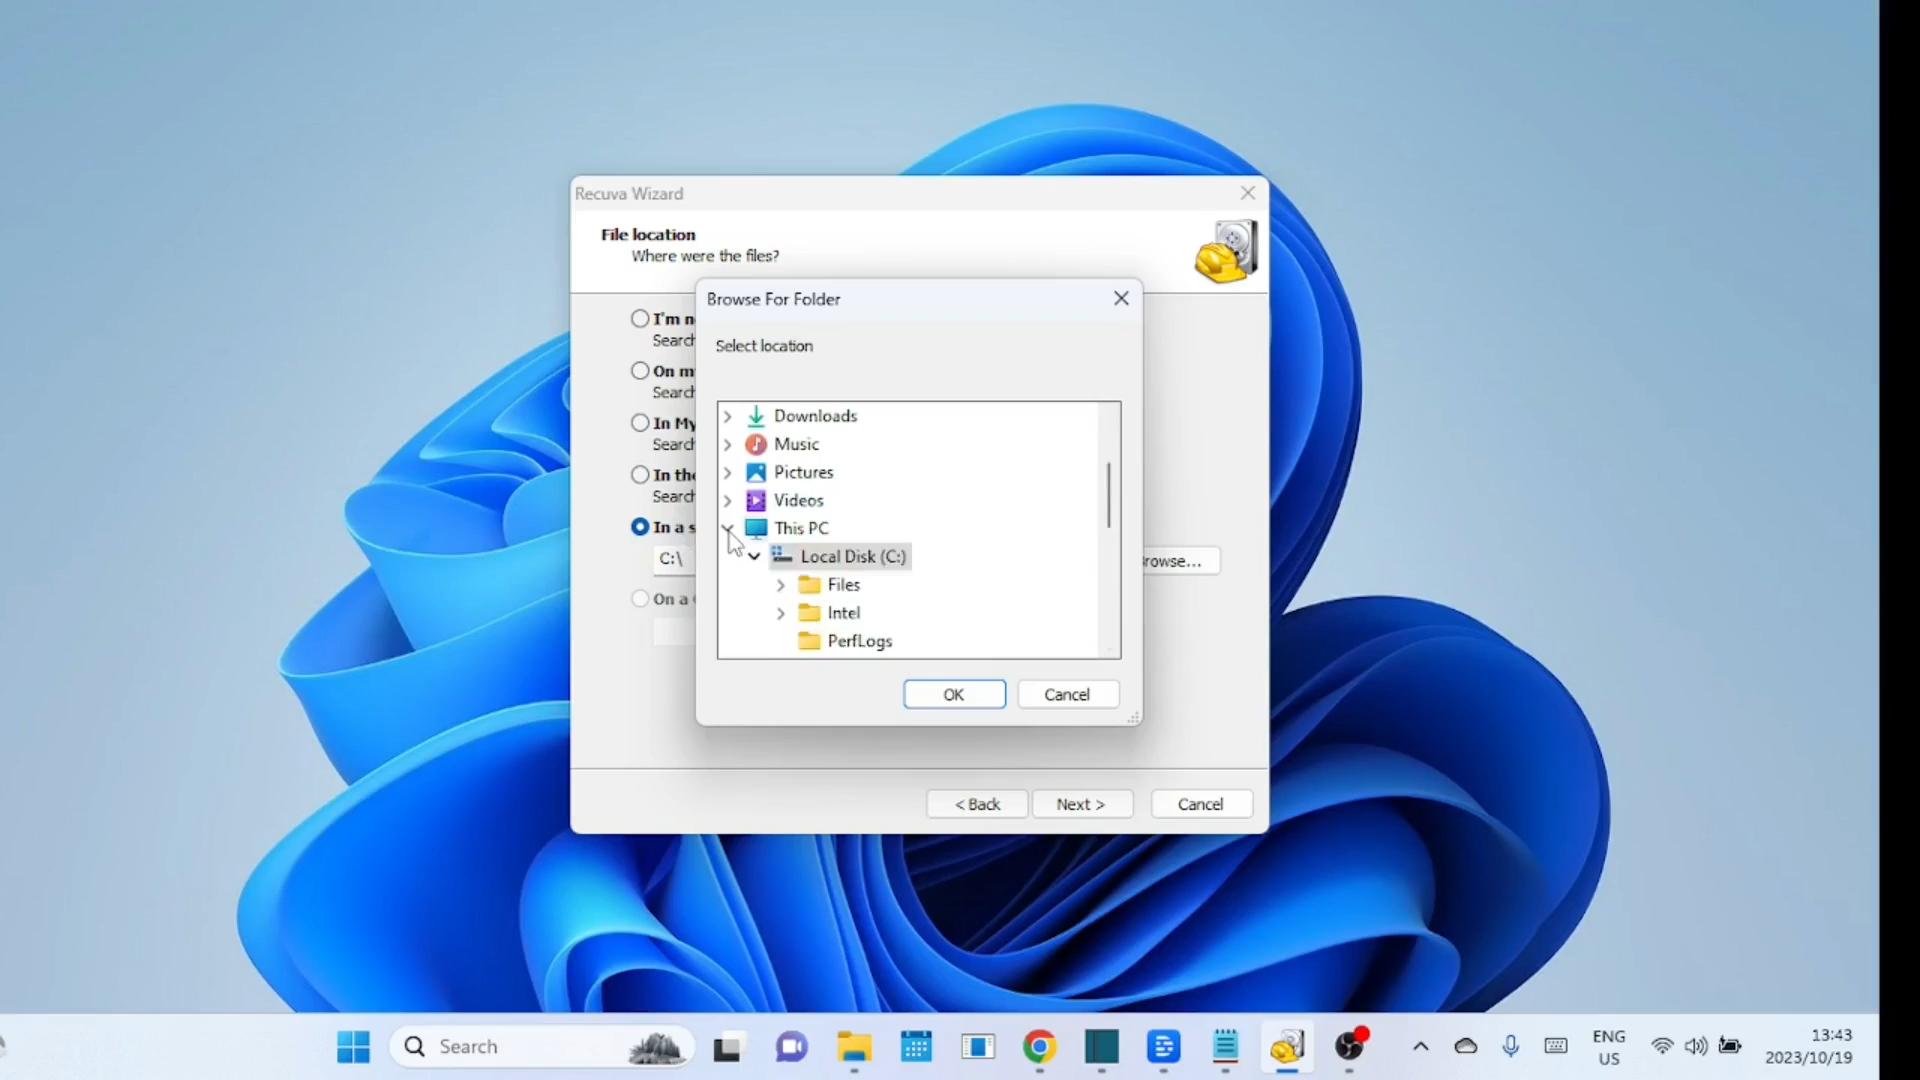 Recuva Wizard
File location
Where were the files?
Browse For Folder
I'm n
Search
Select location
On m
Search
Downloads
In My
Music
Search
Pictures
In the
Search
Videos
In a s
This PC
C:\
Local Disk (C:)
rowse...
Files
On a
Intel
PerfLogs
OK
Cancel
< Back
Next >
Cancel
Search
ENG
US
13:43
2023/10/19